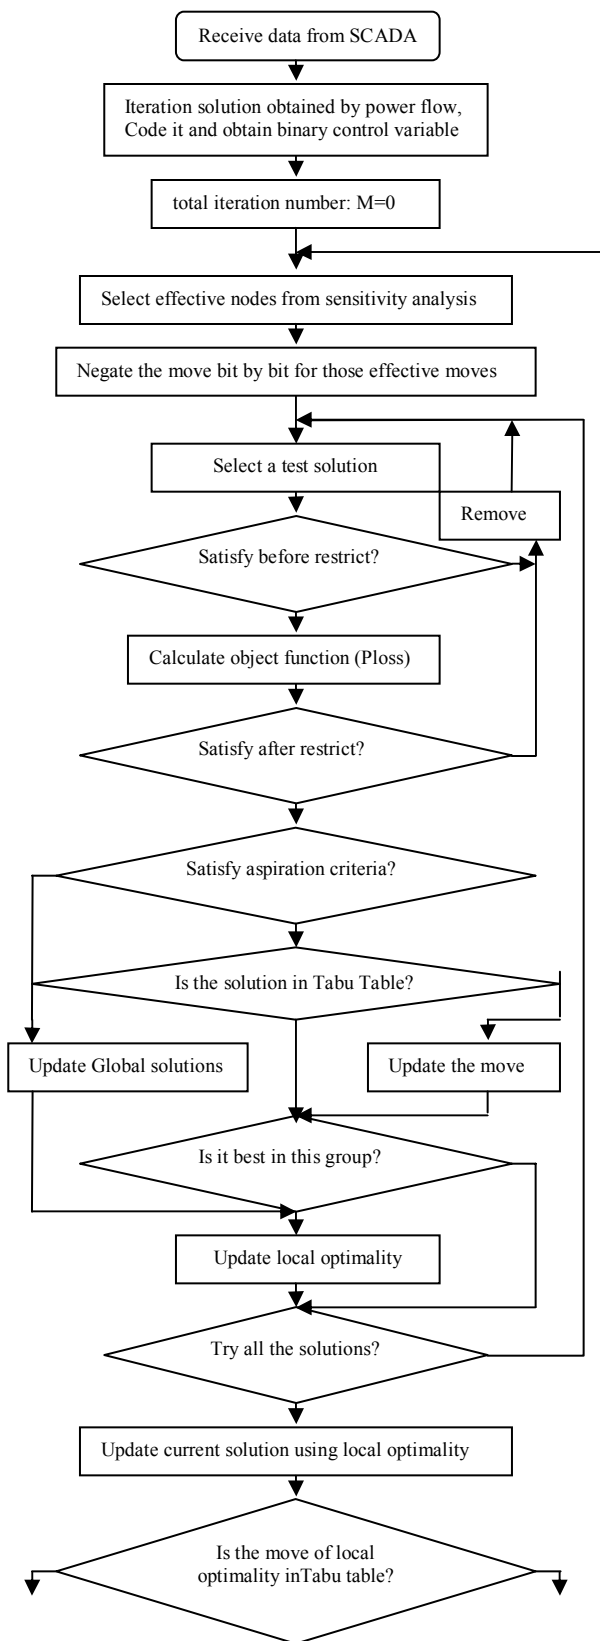 Receive data from SCADA
Iteration solution obtained by power flow,
Code it and obtain binary control variable
total iteration number: M=0
Select effective nodes from sensitivity analysis
Negate the move bit by bit for those effective moves
Select a test solution
Remove
Satisfy before restrict?
Calculate object function (Ploss)
Satisfy after restrict?
Satisfy aspiration criteria?
Is the solution in Tabu Table?
Update Global solutions
Update the move
Is it best in this group?
Update local optimality
Try all the solutions?
Update current solution using local optimality
Is the move of local
optimality inTabu table?